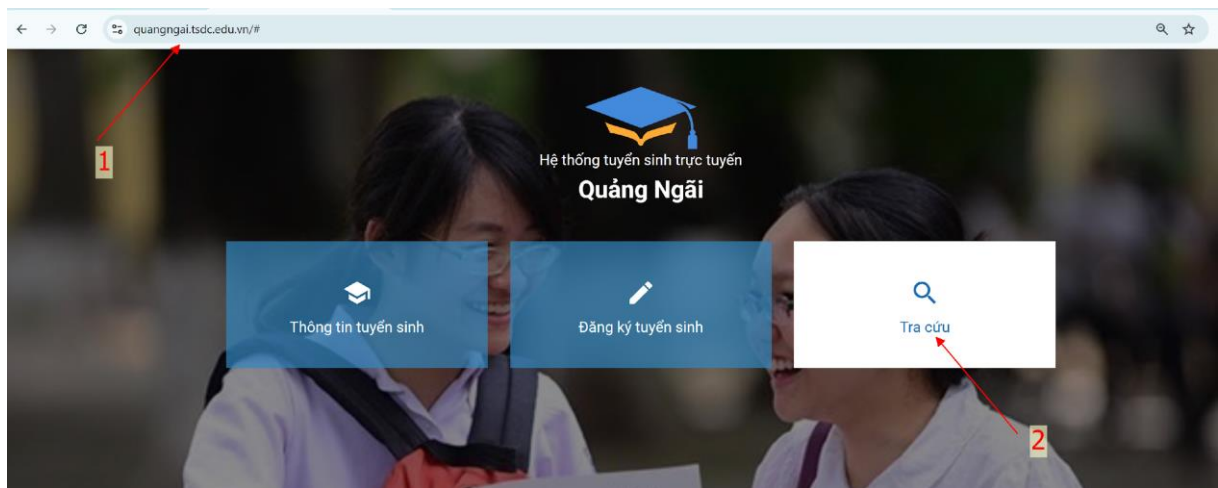 quangngai.tsdc.edu.vn/#
1
Hệ thống tuyển sinh trực tuyến
Quảng Ngãi
Thông tin tuyển sinh
Đăng ký tuyển sinh
Tra cứu
2